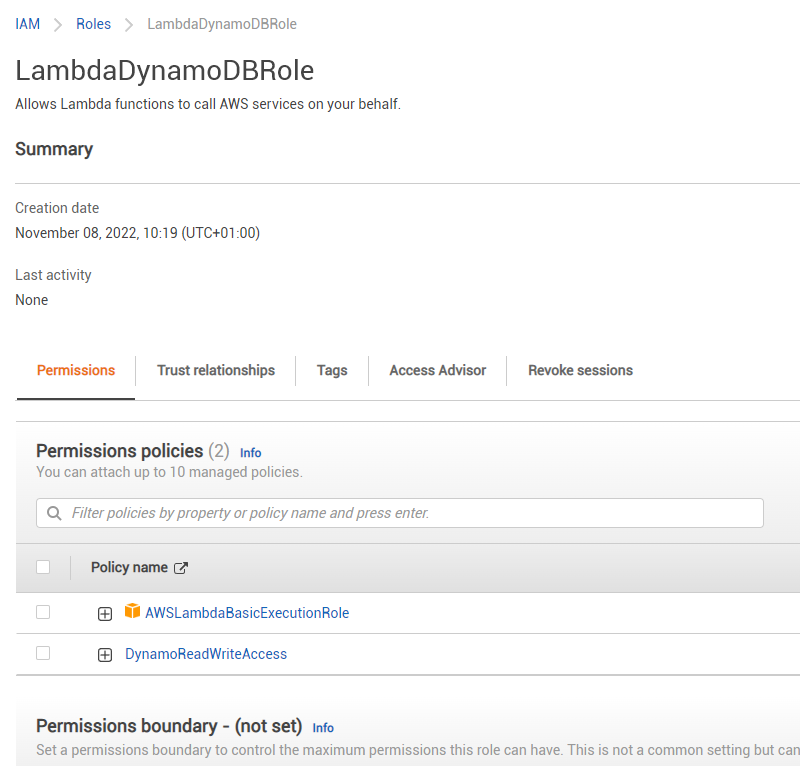 IAM > Roles > LambdaDynamoDBRole
LambdaDynamoDBRole
Allows Lambda functions to call AWS services on your behalf.
Summary
Creation date
November 08, 2022, 10:19 (UTC+01:00)
Last activity
None
Permissions Trust relationships Tags Access Advisor Revoke sessions
Permissions policies (2) Info
You can attach up to 10 managed policies.
Filter policies by property or policy name and press enter.
Policy name
AWSLambdaBasicExecutionRole
DynamoReadWriteAccess
Permissions boundary - (not set) Info
Set a permissions boundary to control the maximum permissions this role can have. This is not a common setting but can